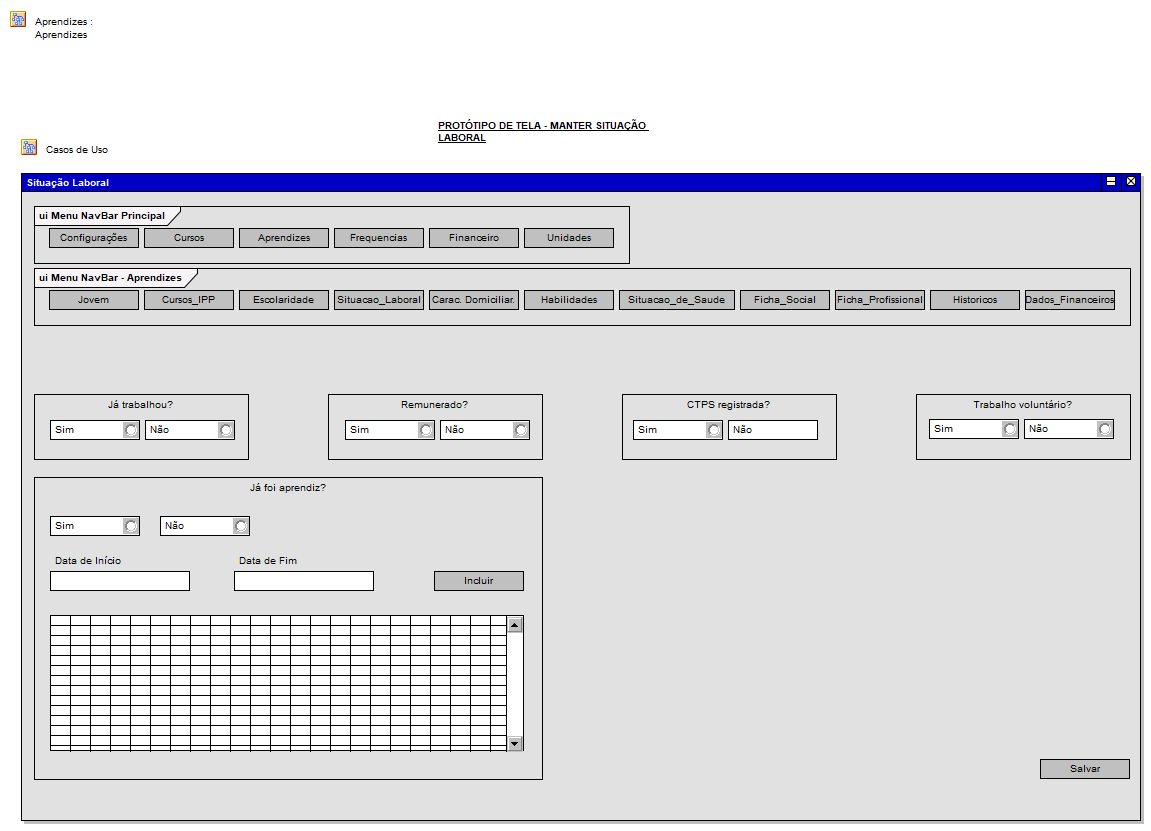 Aprendizes :
Aprendizes
PROTÓTIPO DE TELA - MANTER SITUAÇÃO
LABORAL
Casos de Uso
Situação Laboral
ui Menu NavBar Principal
Configurações Cursos Aprendizes Frequencias Financeiro Unidades
ui Menu NavBar - Aprendizes
Jovem Cursos_IPP Escolaridade Situacao_Laboral Carac. Domiciliar. Habilidades Situacao_de_Saude Ficha_Social Ficha_Profissional Historicos Dados_Financeiros
Já trabalhou? Remunerado? CTPS registrada? Trabalho voluntário?
Sim Não Sim Não Sim Não Sim Não
Já foi aprendiz?
Sim Não
Data de Início Data de Fim
Incluir
Salvar